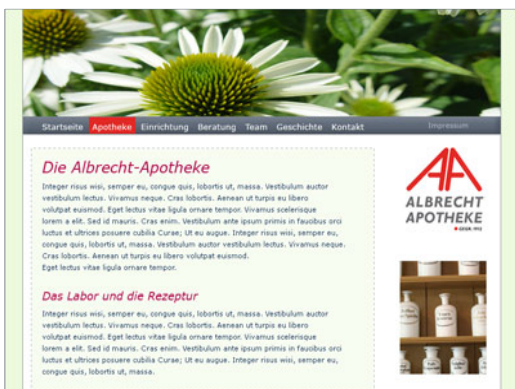 Startseite Apotheke Einrichtung Beratung Team Geschichte Kontakt Impressum
Die Albrecht-Apotheke
Integer risus wisi, semper eu, congue quis, lobortis ut, massa. Vestibulum auctor
vestibulum lectus. Vivamus neque. Cras lobortis. Aenean ut turpis eu libero
volutpat euismod. Eget lectus vitae ligula ornare tempor. Vivamus scelerisque
lorem a elit. Sed id mauris. Cras enim. Vestibulum ante ipsum primis in faucibus orci
luctus et ultrices posuere cubilia Curae; Ut eu augue. Integer risus wisi, semper eu,
congue quis, lobortis ut, massa. Vestibulum auctor vestibulum lectus. Vivamus neque.
Cras lobortis. Aenean ut turpis eu libero volutpat euismod.
Eget lectus vitae ligula ornare tempor.
Das Labor und die Rezeptur
Integer risus wisi, semper eu, congue quis, lobortis ut, massa. Vestibulum auctor
vestibulum lectus. Vivamus neque. Cras lobortis. Aenean ut turpis eu libero
volutpat euismod. Eget lectus vitae ligula ornare tempor. Vivamus scelerisque
lorem a elit. Sed id mauris. Cras enim. Vestibulum ante ipsum primis in faucibus orci
luctus et ultrices posuere cubilia Curae; Ut eu augue. Integer risus wisi, semper eu,
congue quis, lobortis ut, massa.
ALBRECHT
APOTHEKE